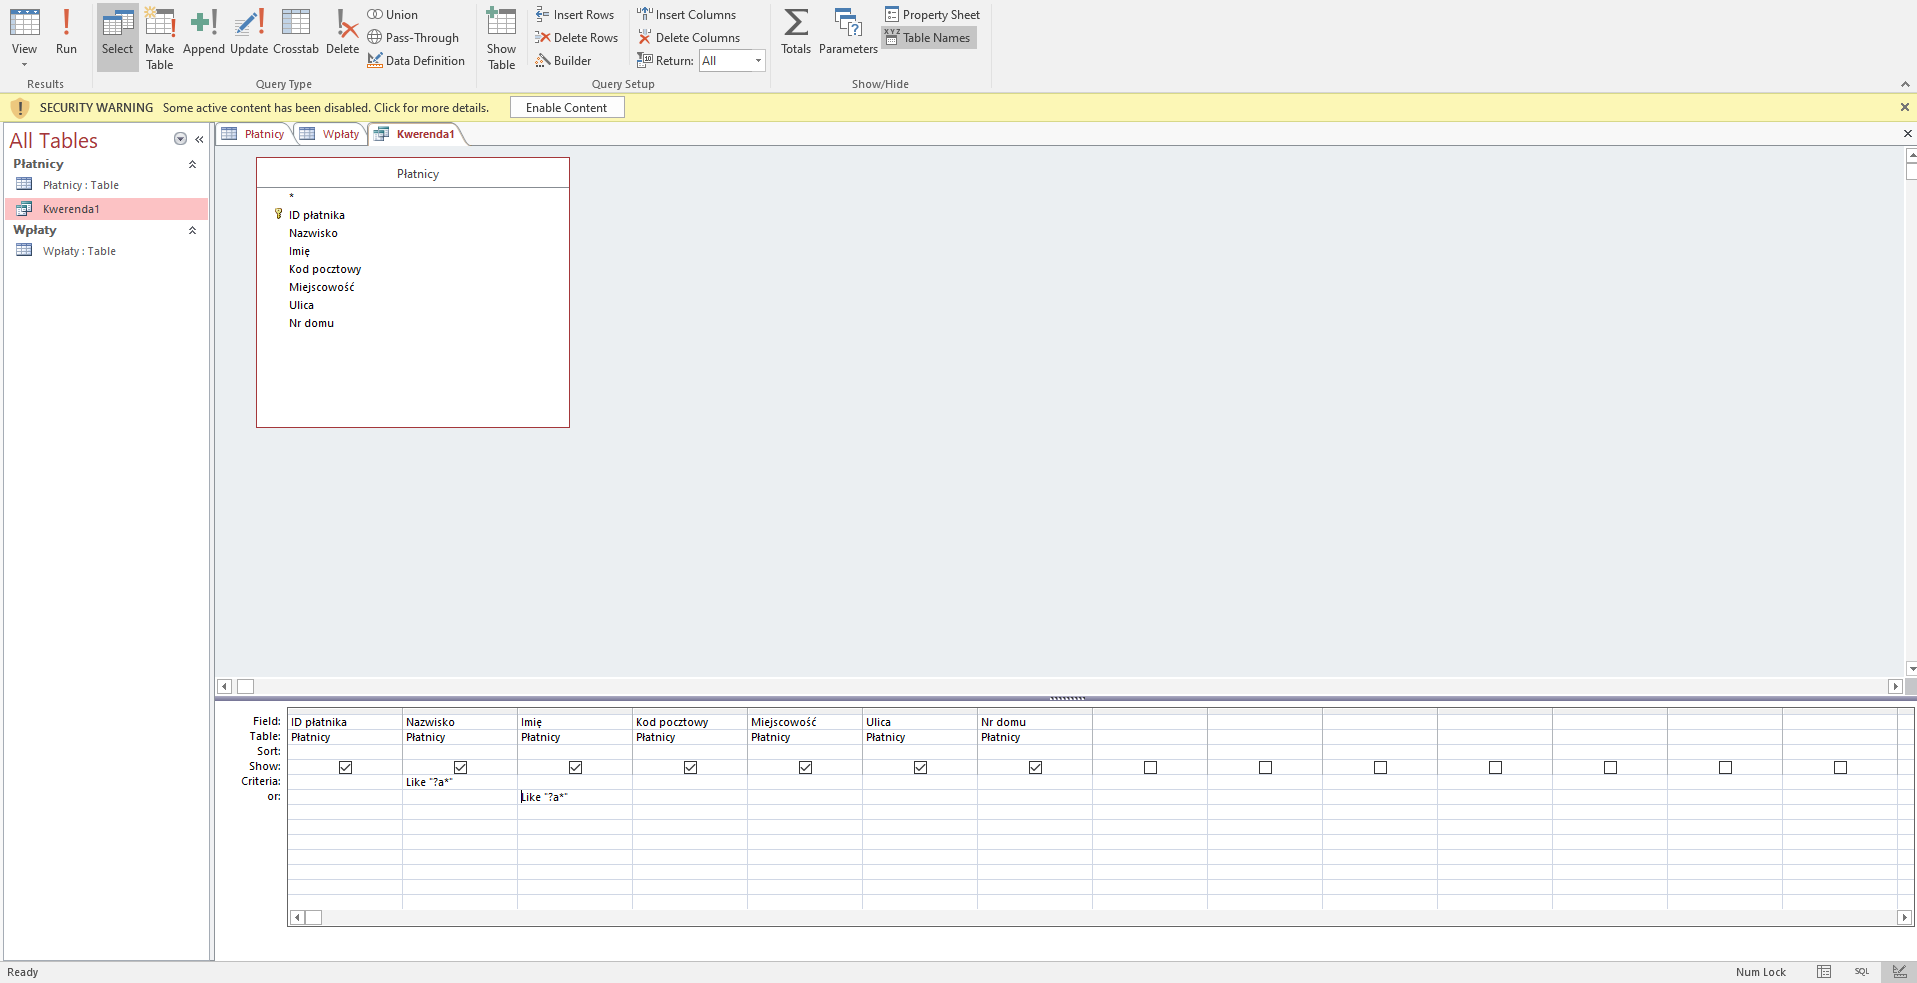 View
Run
Select
Make Table
Append
Update
Crosstab
Delete
Union
Pass-Through
Data Definition
Show Table
Insert Rows
Delete Rows
Builder
Insert Columns
Delete Columns
Return: All
Totals
Parameters
Property Sheet
XYZ Table Names
Results
Query Type
Query Setup
Show/Hide
SECURITY WARNING Some active content has been disabled. Click for more details. Enable Content
All Tables
Płatnicy
Płatnicy : Table
Kwerenda1
Wpłaty
Wpłaty : Table
Płatnicy Wpłaty Kwerenda1
Płatnicy
*
ID płatnika
Nazwisko
Imię
Kod pocztowy
Miejscowość
Ulica
Nr domu
Field: ID płatnika Nazwisko Imię Kod pocztowy Miejscowość Ulica Nr domu
Table: Płatnicy Płatnicy Płatnicy Płatnicy Płatnicy Płatnicy Płatnicy
Sort:
Show:
Criteria: Like "?a*"
or: Like "?a*"
Ready Num Lock SQL